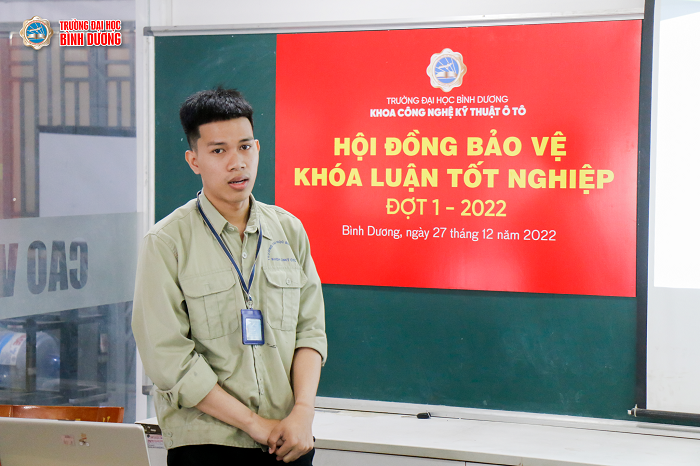 TRƯỜNG ĐẠI HỌC
BÌNH DƯƠNG
TRƯỜNG ĐẠI HỌC BÌNH DƯƠNG
KHOA CÔNG NGHỆ KỸ THUẬT Ô TÔ
HỘI ĐỒNG BẢO VỆ
KHÓA LUẬN TỐT NGHIỆP
ĐỢT 1 - 2022
Bình Dương, ngày 27 tháng 12 năm 2022
CAO